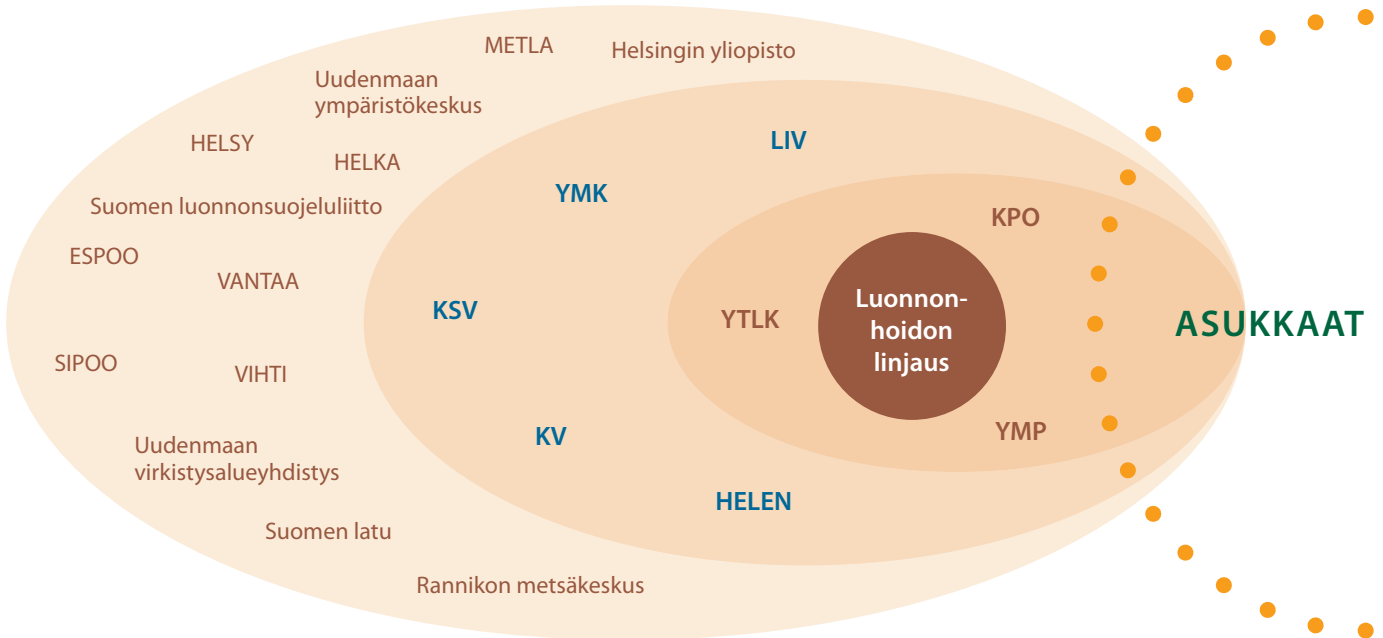 METLA
Helsingin yliopisto
Uudenmaan
ympäristökeskus
HELSY
HELKA
LIV
YMK
Suomen luonnonsuojeluliitto
KPO
ESPOO
VANTAA
KSV
YTLK
Luonnon-
hoidon
linjaus
ASUKKAAT
SIPOO
VIHTI
KV
YMP
Uudenmaan
virkistysalueyhdistys
HELEN
Suomen latu
Rannikon metsäkeskus